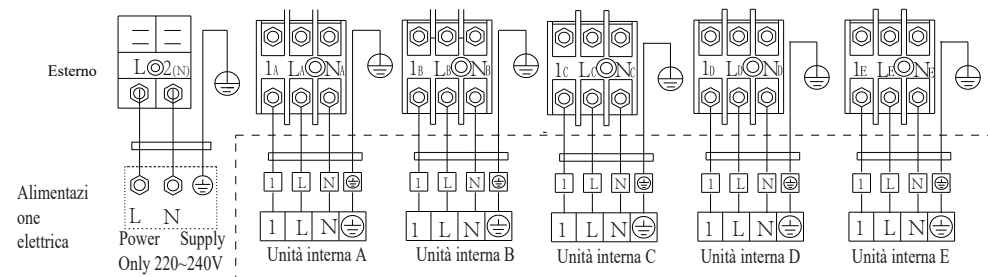 Esterno
L 2(N)
1A LA NA
1B LB NB
1C LC NC
1D LD ND
1E LE NE
1 L N
1 L N
1 L N
1 L N
1 L N
Alimentazi
one
elettrica
L N
Power Supply
Only 220~240V
1 L N
1 L N
1 L N
1 L N
1 L N
Unità interna A
Unità interna B
Unità interna C
Unità interna D
Unità interna E